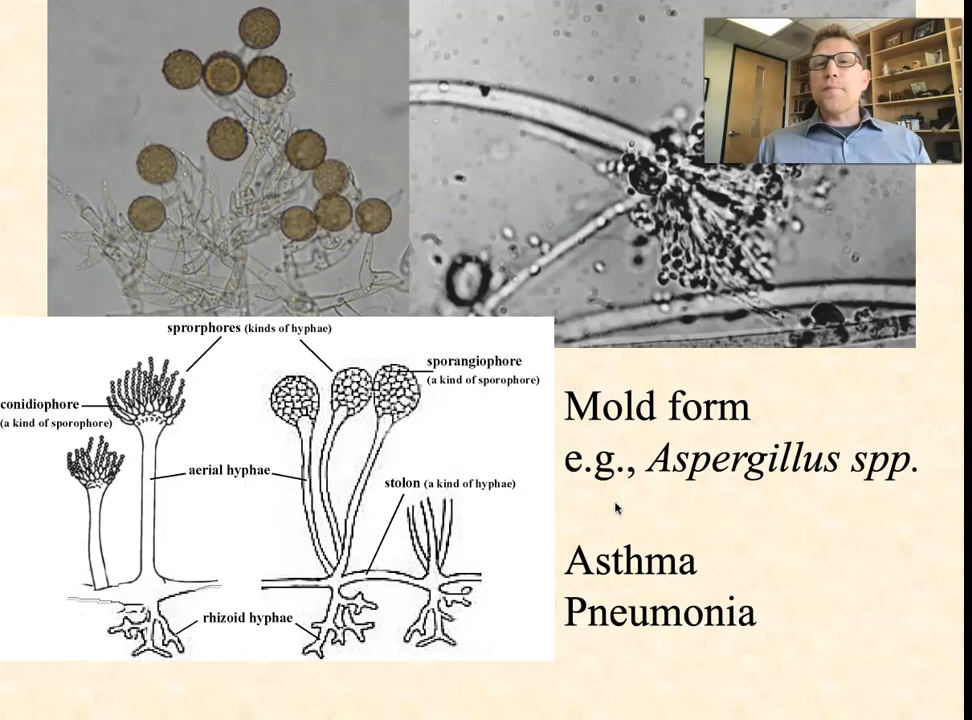 sprorphores (kinds of hyphae)
sporangiophore
(a kind of sporophore)
conidiophore
(a kind of sporophore)
aerial hyphae
stolon (a kind of hyphae)
rhizoid hyphae
Mold form
e.g., Aspergillus spp.
Asthma
Pneumonia